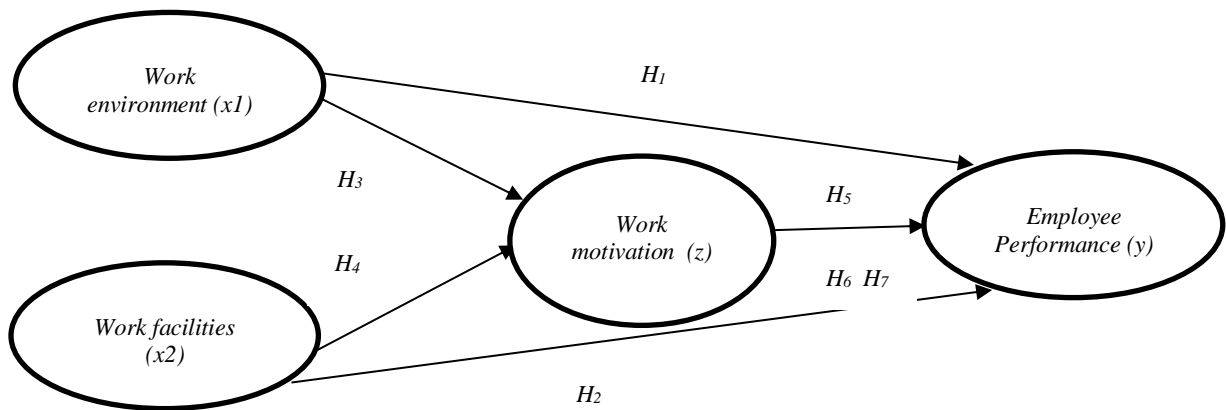 Work
environment (x1)
H1
H3
Work
motivation (z)
H5
Employee
Performance (y)
H4
H6 H7
Work facilities
(x2)
H2